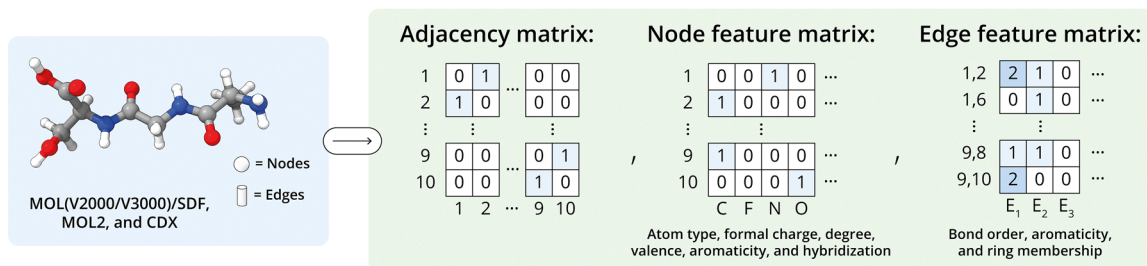 Adjacency matrix:
Node feature matrix:
Edge feature matrix:
1 0 1 ... 0 0
2 1 0 0 0
⋮ ⋮ ⋮
9 0 0 ... 0 1
10 0 0 1 0
1 2 ... 9 10
,
1 0 0 1 0 ...
2 1 0 0 0 ...
⋮ ⋮
9 1 0 0 0 ...
10 0 0 0 1 ...
C F N O
Atom type, formal charge, degree,
valence, aromaticity, and hybridization
,
1,2 2 1 0 ...
1,6 0 1 0 ...
⋮ ⋮
9,8 1 1 0 ...
9,10 2 0 0 ...
E₁ E₂ E₃
Bond order, aromaticity,
and ring membership
= Nodes
= Edges
MOL(V2000/V3000)/SDF,
MOL2, and CDX